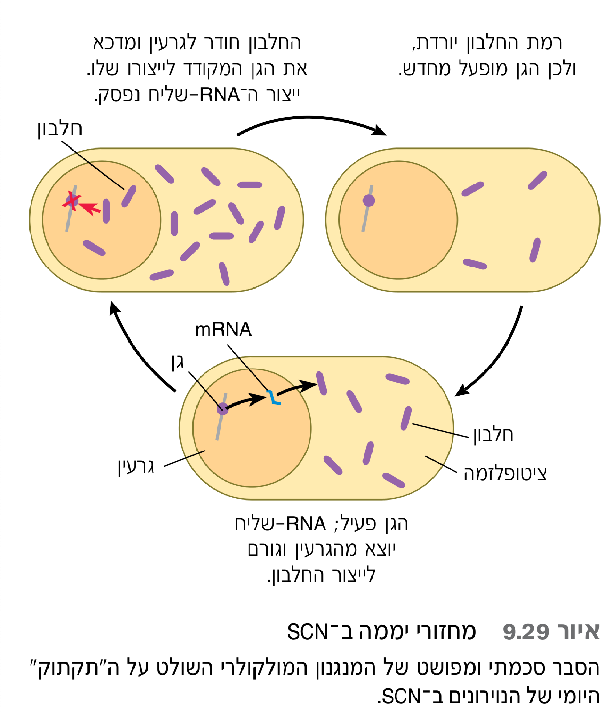 החלבון חודר לגרעין ומדכא
את הגן המקודד לייצורו שלו.
ייצור ה־RNA–שליח נפסק.
רמת החלבון יורדת,
ולכן הגן מופעל מחדש.
חלבון
mRNA
גן
גרעין
חלבון
ציטופלזמה
הגן פעיל; RNA–שליח
יוצא מהגרעין וגורם
לייצור החלבון.
איור 9.29 מחזורי יממה ב־SCN
הסבר סכמתי ומפושט של המנגנון המולקולרי השולט על ה"תקתוק"
היומי של הנוירונים ב־SCN.